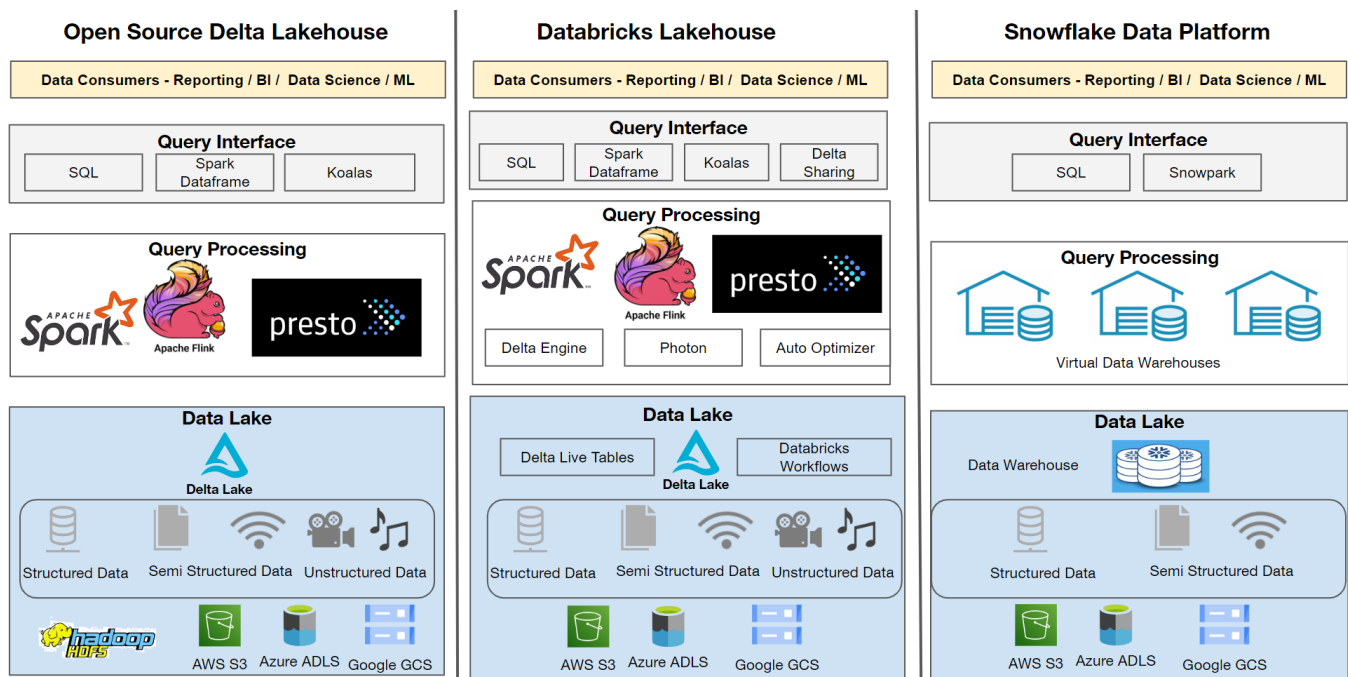 Open Source Delta Lakehouse
Data Consumers - Reporting / BI / Data Science / ML
Query Interface
SQL
Spark
Dataframe
Koalas
Query Processing
APACHE
Spark™
Apache Flink
presto
Data Lake
Delta Lake
Structured Data
Semi Structured Data
Unstructured Data
hadoop
HDFS
AWS S3
Azure ADLS
Google GCS
Databricks Lakehouse
Data Consumers - Reporting / BI / Data Science / ML
Query Interface
SQL
Spark
Dataframe
Koalas
Delta
Sharing
Query Processing
APACHE
Spark™
Apache Flink
presto
Delta Engine
Photon
Auto Optimizer
Data Lake
Delta Live Tables
Delta Lake
Databricks
Workflows
Structured Data
Semi Structured Data
Unstructured Data
AWS S3
Azure ADLS
Google GCS
Snowflake Data Platform
Data Consumers - Reporting / BI / Data Science / ML
Query Interface
SQL
Snowpark
Query Processing
Virtual Data Warehouses
Data Lake
Data Warehouse
Structured Data
Semi Structured Data
AWS S3
Azure ADLS
Google GCS